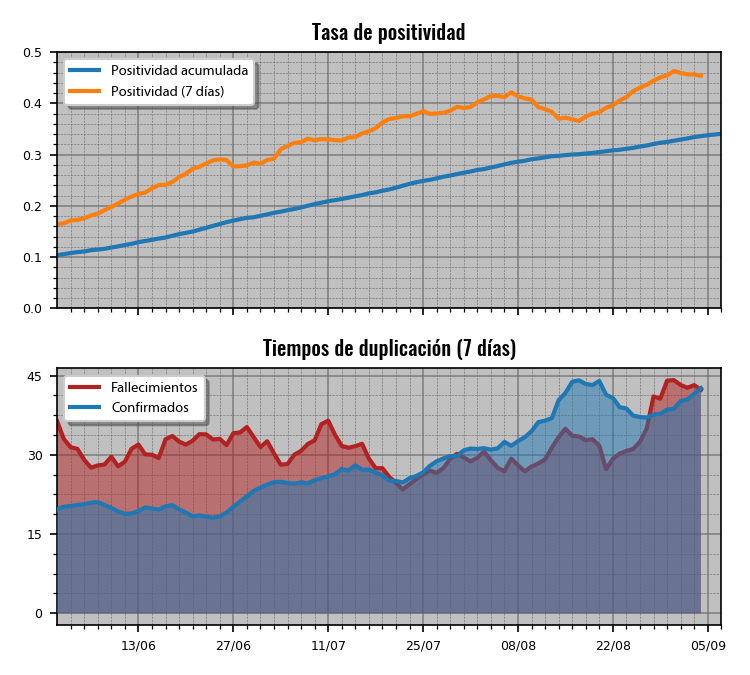 Tasa de positividad
0.5
0.4
0.3
0.2
0.1
0.0
Positividad acumulada
Positividad (7 días)
Tiempos de duplicación (7 días)
45
30
15
0
Fallecimientos
Confirmados
13/06 27/06 11/07 25/07 08/08 22/08 05/09